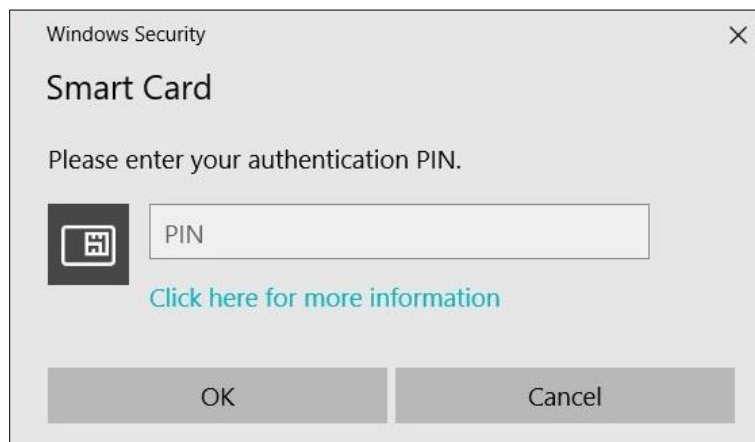 Windows Security
Smart Card
Please enter your authentication PIN.
PIN
Click here for more information
OK
Cancel